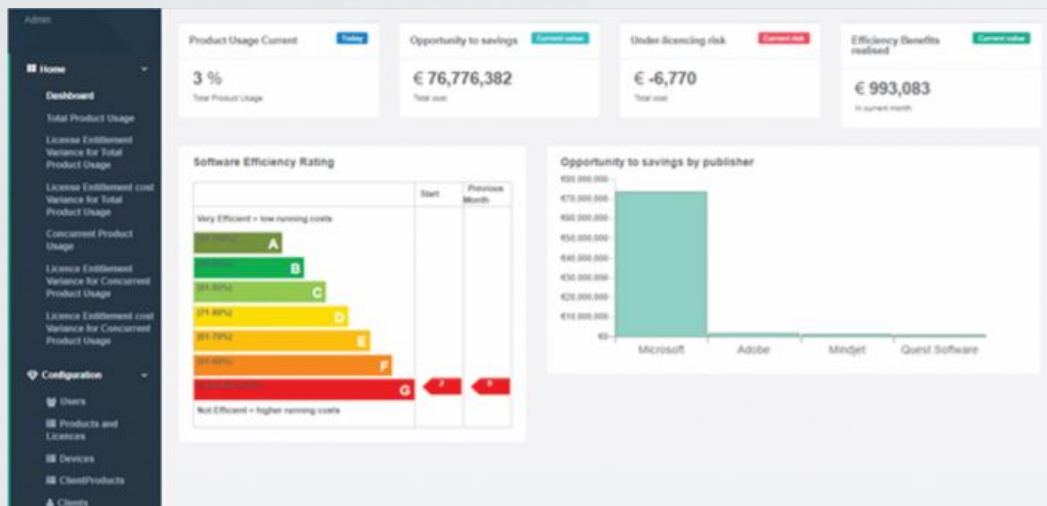 Admin
Home
Dashboard
Total Product Usage
License Entitlement
Variance for Total
Product Usage
License Entitlement cost
Variance for Total
Product Usage
Concurrent Product
Usage
Licence Entitlement
Variance for Concurrent
Product Usage
Licence Entitlement cost
Variance for Concurrent
Product Usage
Configuration
Users
Products and
Licences
Devices
ClientProducts
Clients
Product Usage Current
Today
3 %
Total Product Usage
Opportunity to savings
Current value
€ 76,776,382
Total cost
Under licencing risk
Current risk
€ -6,770
Total cost
Efficiency Benefits
realised
Current value
€ 993,083
In current month
Software Efficiency Rating
Start
Previous
Month
Very Efficient = low running costs
A
B
C
(71-80%) D
E
F
G
2
0
Not Efficient = higher running costs
Opportunity to savings by publisher
€80,000,000
€70,000,000
€60,000,000
€50,000,000
€40,000,000
€30,000,000
€20,000,000
€10,000,000
€0
Microsoft
Adobe
Mindjet
Quest Software